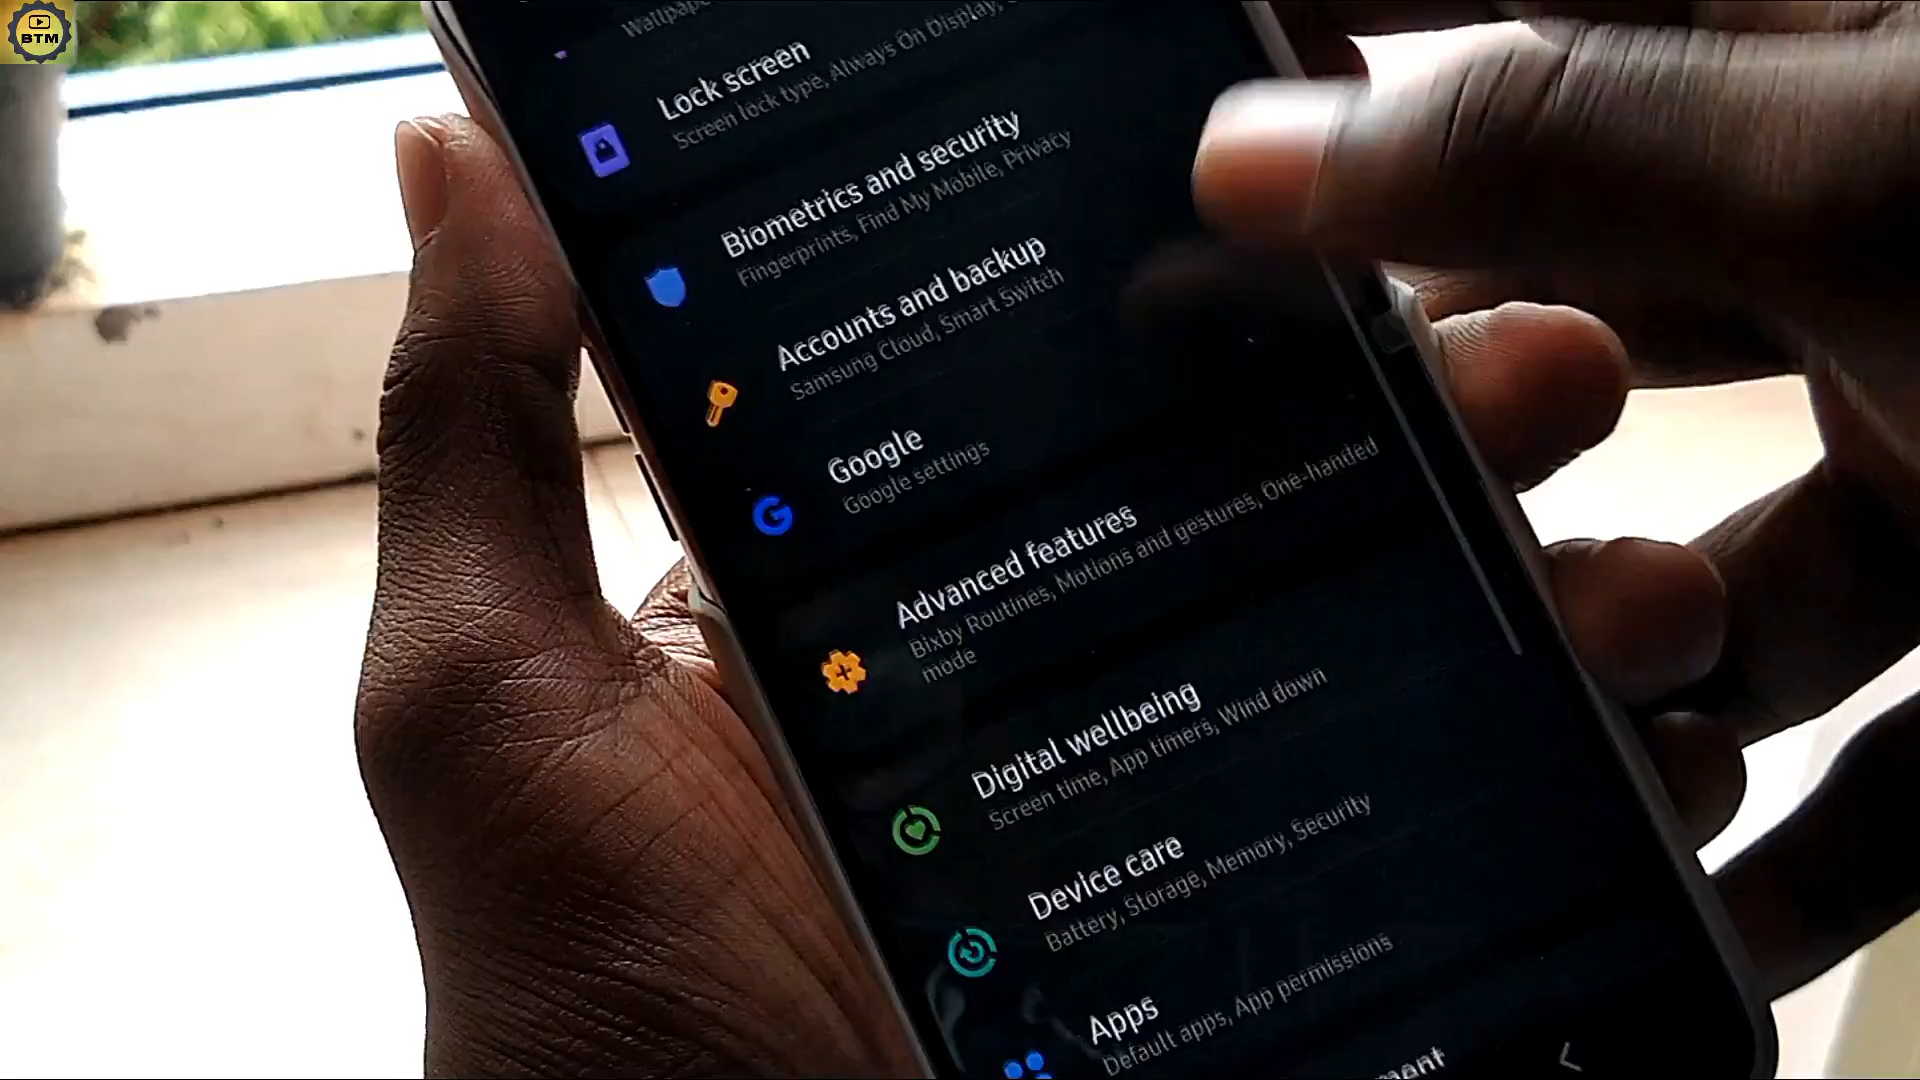 BTM
Lock screen
Screen lock type, Always On Display,
Biometrics and security
Fingerprints, Find My Mobile, Privacy
Accounts and backup
Samsung Cloud, Smart Switch
Google
Google settings
Advanced features
Bixby Routines, Motions and gestures, One-handed
mode
Digital wellbeing
Screen time, App timers, Wind down
Device care
Battery, Storage, Memory, Security
Apps
Default apps, App permissions